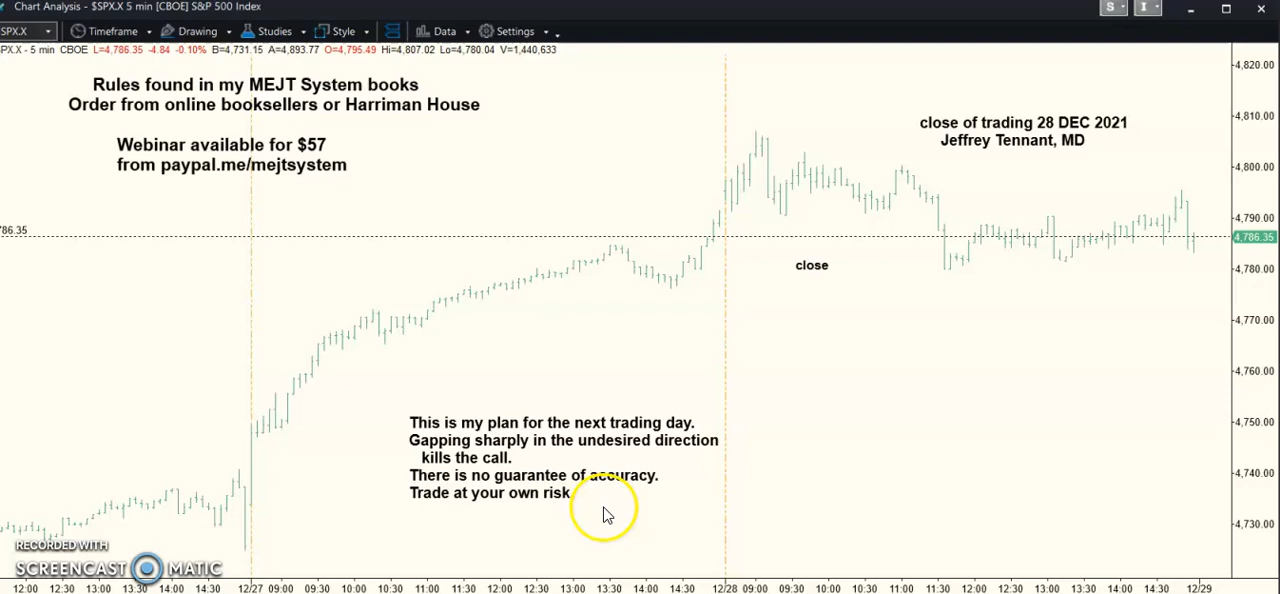 Chart Analysis - $SPX.X 5 min [CBOE] S&P 500 Index
S
I
SPX.X
Timeframe
Drawing
Studies
Style
Data
Settings
PX.X - 5 min CBOE L=4,786.35 -4.84 -0.10% B=4,731.15 A=4,893.77 O=4,795.49 Hi=4,807.02 Lo=4,780.04 V=1,440,633
Rules found in my MEJT System books
Order from online booksellers or Harriman House
Webinar available for $57
from paypal.me/mejtsystem
close of trading 28 DEC 2021
Jeffrey Tennant, MD
786.35
close
This is my plan for the next trading day.
Gapping sharply in the undesired direction
kills the call.
There is no guarantee of accuracy.
Trade at your own risk
4,820.00
4,810.00
4,800.00
4,790.00
4,786.35
4,780.00
4,770.00
4,760.00
4,750.00
4,740.00
4,730.00
RECORDED WITH
SCREENCAST MATIC
12:00 12:30 13:00 13:30 14:00 14:30 12/27 09:00 09:30 10:00 10:30 11:00 11:30 12:00 12:30 13:00 13:30 14:00 14:30 12/28 09:00 09:30 10:00 10:30 11:00 11:30 12:00 12:30 13:00 13:30 14:00 14:30 12/29